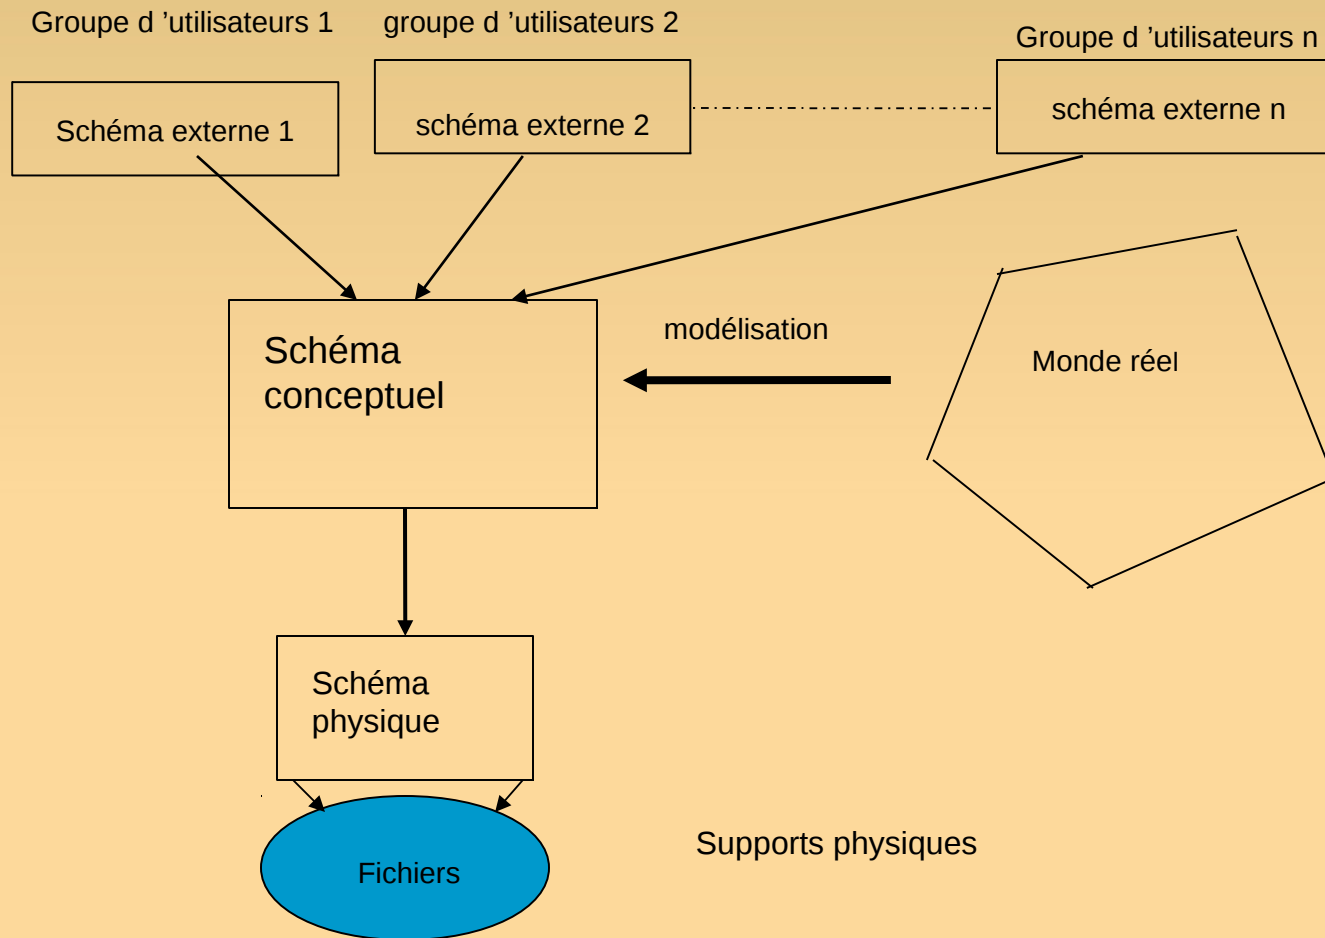 Groupe d ’utilisateurs 1
groupe d ’utilisateurs 2
Groupe d ’utilisateurs n
Schéma externe 1
schéma externe 2
schéma externe n
Schéma
conceptuel
modélisation
Monde réel
Schéma
physique
Fichiers
Supports physiques